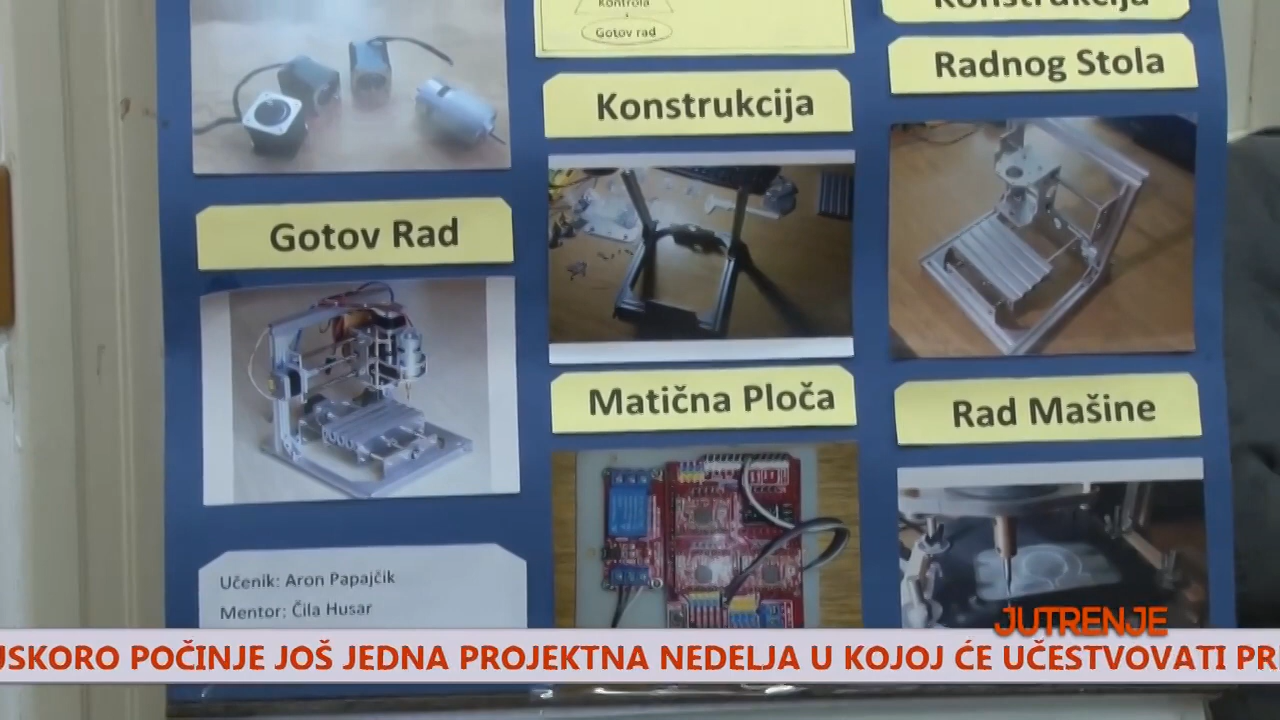 Kontrola
Gotov rad
Konstrukcija
Radnog Stola
Konstrukcija
Gotov Rad
Matična Ploča
Rad Mašine
Učenik: Aron Papajčik
Mentor: Čila Husar
JUTRENJE
USKORO POČINJE JOŠ JEDNA PROJEKTNA NEDELJA U KOJOJ ĆE UČESTVOVATI